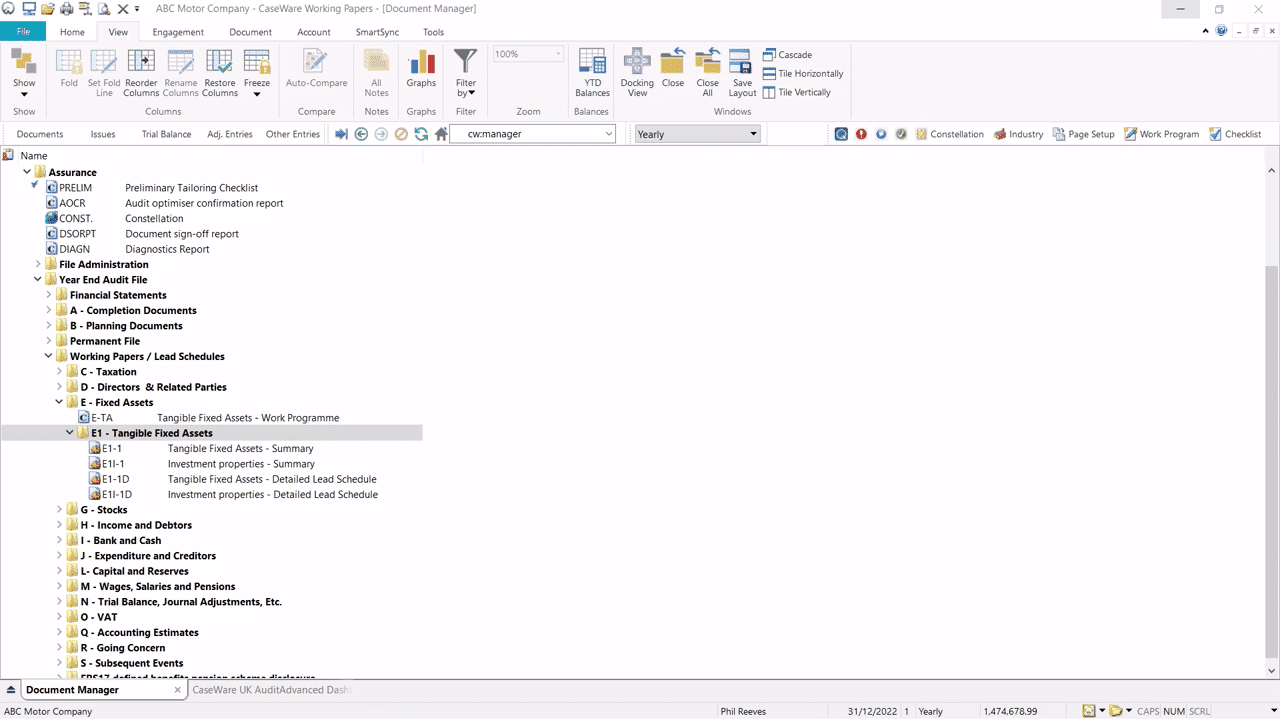 ABC Motor Company - CaseWare Working Papers - [Document Manager]
File Home View Engagement Document Account SmartSync Tools
Show Fold Set Fold Line Reorder Columns Rename Columns Restore Columns Freeze Auto-Compare All Notes Graphs Filter by 100% YTD Balances Docking View Close Close All Save Layout Cascade
Tile Horizontally
Tile Vertically
Show Columns Compare Notes Graphs Filter Zoom Balances Windows
Documents Issues Trial Balance Adj. Entries Other Entries cw:manager Yearly Constellation Industry Page Setup Work Program Checklist
Name
Assurance
PRELIM Preliminary Tailoring Checklist
AOCR Audit optimiser confirmation report
CONST. Constellation
DSORPT Document sign-off report
DIAGN Diagnostics Report
File Administration
Year End Audit File
Financial Statements
A - Completion Documents
B - Planning Documents
Permanent File
Working Papers / Lead Schedules
C - Taxation
D - Directors & Related Parties
E - Fixed Assets
E-TA Tangible Fixed Assets - Work Programme
E1 - Tangible Fixed Assets
E1-1 Tangible Fixed Assets - Summary
E1I-1 Investment properties - Summary
E1-1D Tangible Fixed Assets - Detailed Lead Schedule
E1I-1D Investment properties - Detailed Lead Schedule
G - Stocks
H - Income and Debtors
I - Bank and Cash
J - Expenditure and Creditors
L- Capital and Reserves
M - Wages, Salaries and Pensions
N - Trial Balance, Journal Adjustments, Etc.
O - VAT
Q - Accounting Estimates
R - Going Concern
S - Subsequent Events
FRS17 defined benefits pension scheme disclosure
Document Manager CaseWare UK AuditAdvanced Dash
ABC Motor Company Phil Reeves 31/12/2022 1 Yearly 1,474,678.99 CAPS NUM SCRL